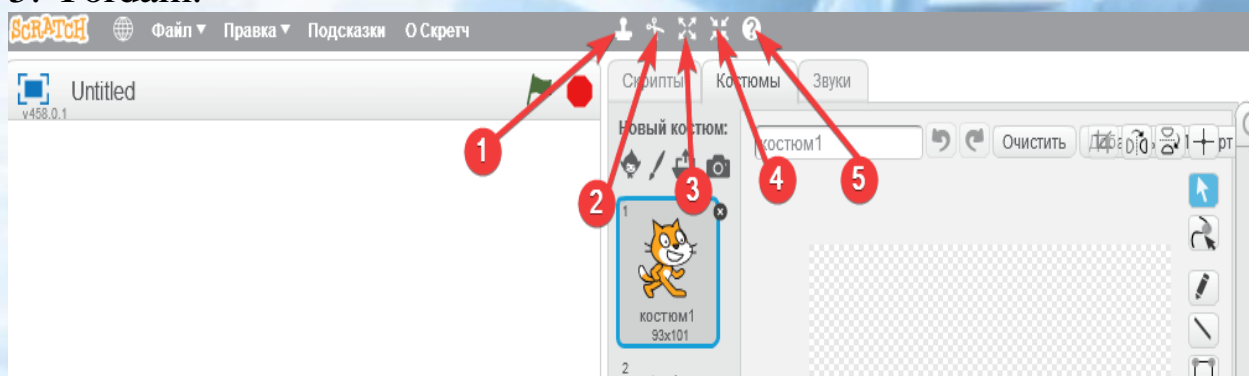 SCRATCH Файл Правка Подсказки О Скретч
Untitled
v458.0.1
Скрипты Костюмы Звуки
Новый костюм:
костюм1 Очистить
1
2
3
4
5
1
костюм1
93x101
2